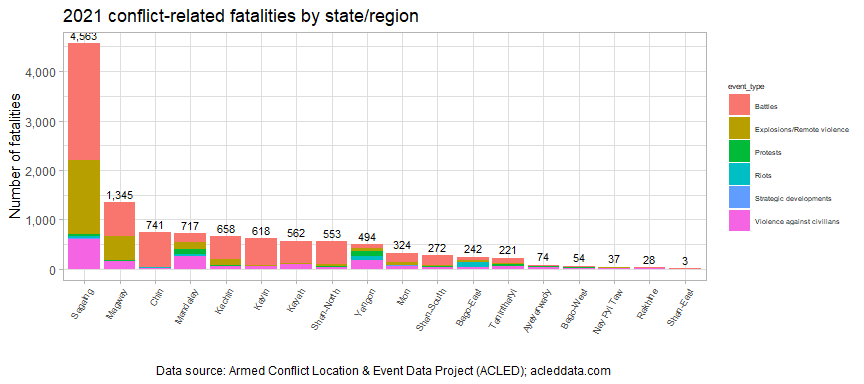 2021 conflict-related fatalities by state/region
Number of fatalities
4,000
3,000
2,000
1,000
0
4,563
1,345
741
717
658
618
562
553
494
324
272
242
221
74
54
37
28
3
Sagaing
Magway
Chin
Mandalay
Kachin
Kayin
Kayah
Shan-North
Yangon
Mon
Shan-South
Bago-East
Tanintharyi
Ayeyarwady
Bago-West
Nay Pyi Taw
Rakhine
Shan-East
event_type
Battles
Explosions/Remote violence
Protests
Riots
Strategic developments
Violence against civilians
Data source: Armed Conflict Location & Event Data Project (ACLED); acleddata.com